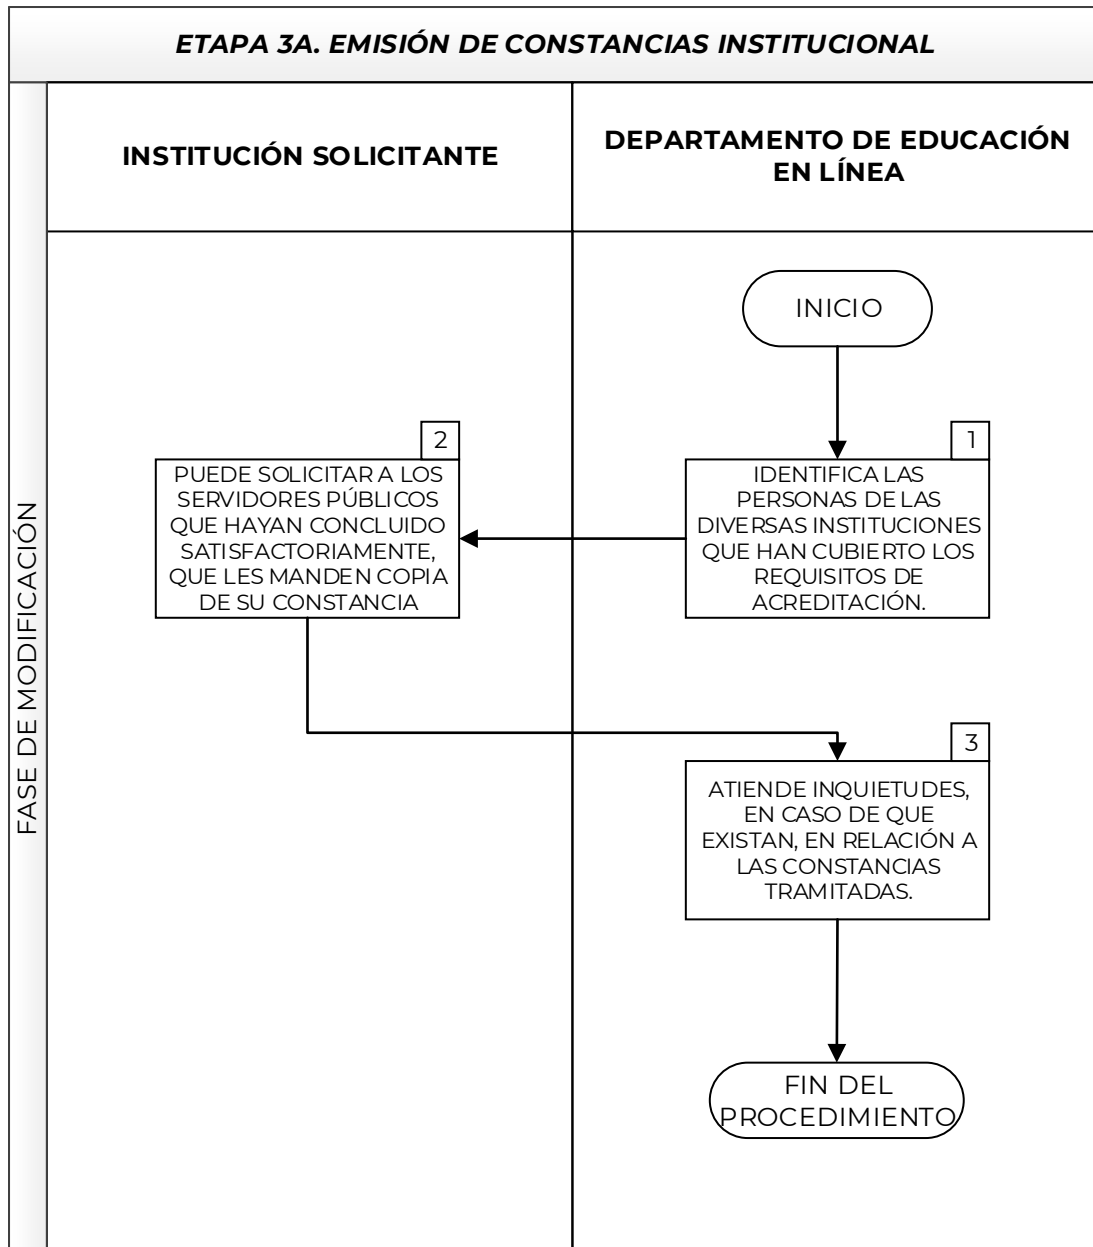 ETAPA 3A. EMISIÓN DE CONSTANCIAS INSTITUCIONAL
INSTITUCIÓN SOLICITANTE
DEPARTAMENTO DE EDUCACIÓN
EN LÍNEA
FASE DE MODIFICACIÓN
INICIO
1
IDENTIFICA LAS
PERSONAS DE LAS
DIVERSAS INSTITUCIONES
QUE HAN CUBIERTO LOS
REQUISITOS DE
ACREDITACIÓN.
2
PUEDE SOLICITAR A LOS
SERVIDORES PÚBLICOS
QUE HAYAN CONCLUIDO
SATISFACTORIAMENTE,
QUE LES MANDEN COPIA
DE SU CONSTANCIA
3
ATIENDE INQUIETUDES,
EN CASO DE QUE
EXISTAN, EN RELACIÓN A
LAS CONSTANCIAS
TRAMITADAS.
FIN DEL
PROCEDIMIENTO